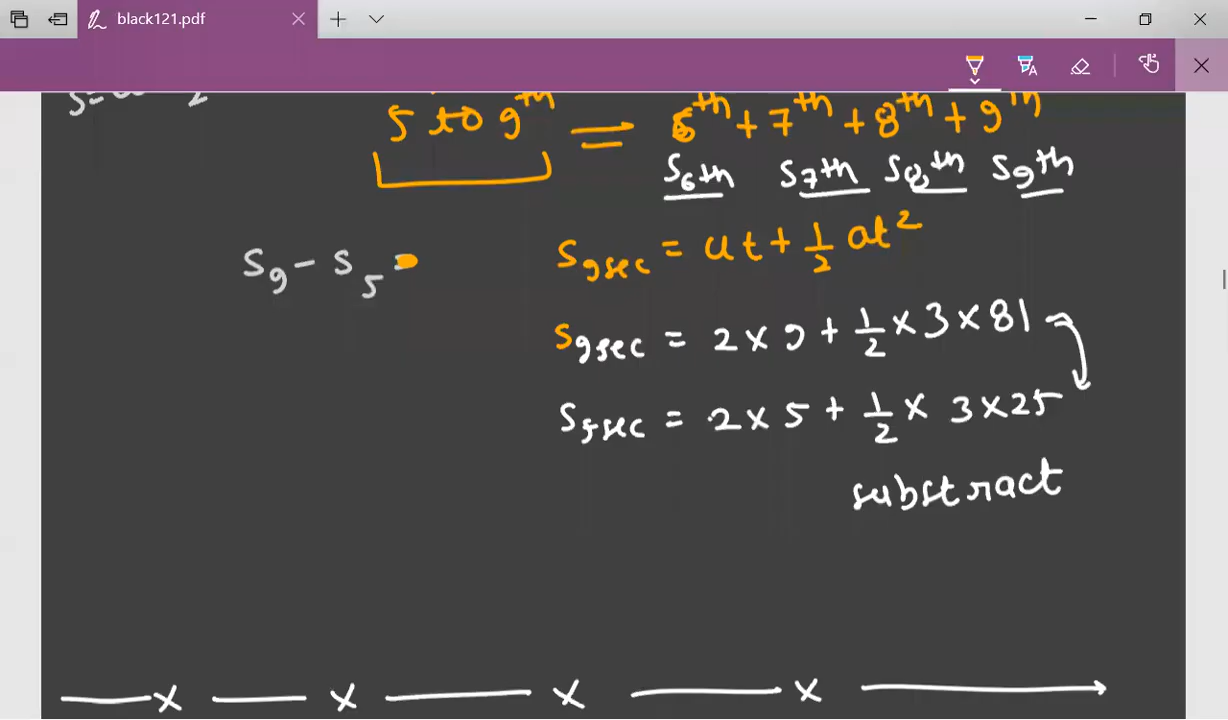 black121.pdf
5 to 9th = 6th + 7th + 8th + 9th
S6th S7th S8th S9th
S9sec = ut + 1/2 at²
S9 - S5 =
S9sec = 2 x 9 + 1/2 x 3 x 81
S5sec = 2 x 5 + 1/2 x 3 x 25
substract
x x x x